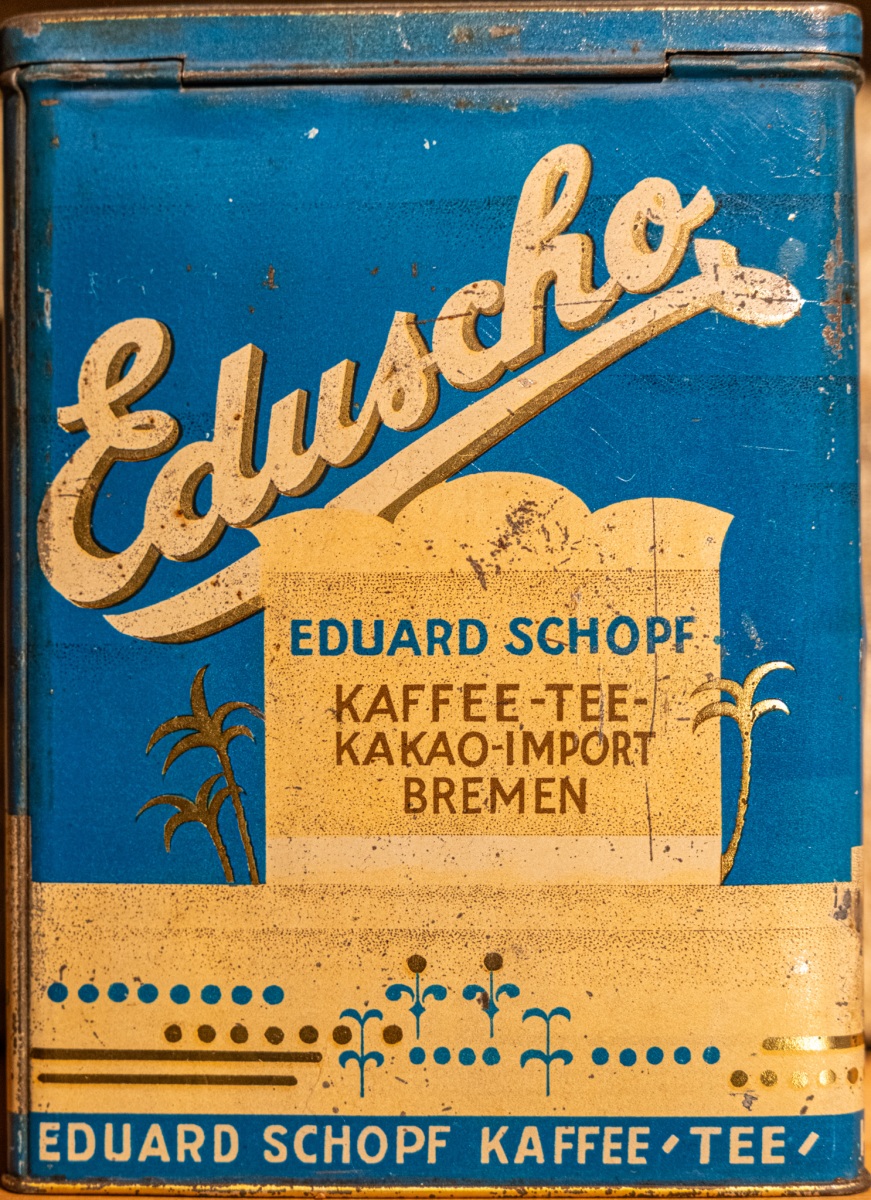 Eduscho
EDUARD SCHOPF
KAFFEE-TEE-
KAKAO-IMPORT
BREMEN
EDUARD SCHOPF KAFFEE/TEE/